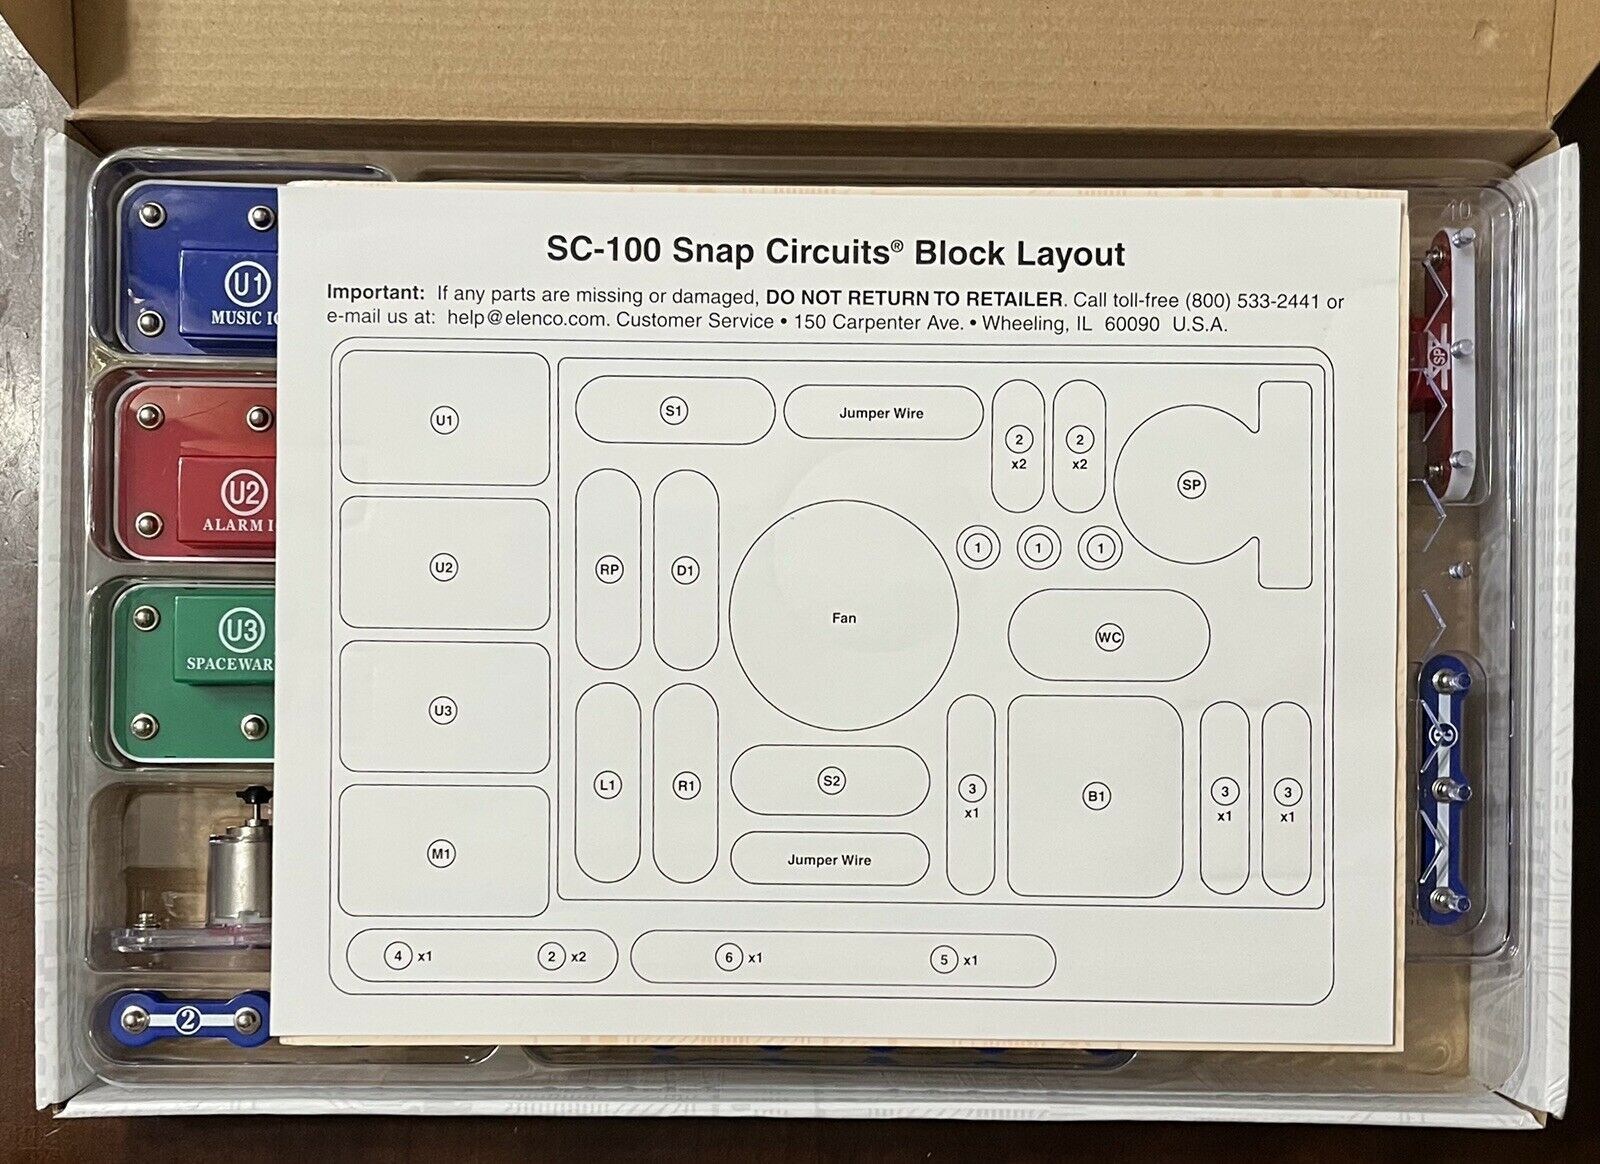 SC-100 Snap Circuits® Block Layout
Important: If any parts are missing or damaged, DO NOT RETURN TO RETAILER. Call toll-free (800) 533-2441 or
e-mail us at: help@elenco.com. Customer Service • 150 Carpenter Ave. • Wheeling, IL 60090 U.S.A.
U1
S1
Jumper Wire
2
x2
2
x2
SP
U2
RP
D1
Fan
1
1
1
WC
U3
L1
R1
S2
3
x1
B1
3
x1
3
x1
M1
Jumper Wire
4 x1
2 x2
6 x1
5 x1
U1
MUSIC IC
U2
ALARM I
U3
SPACEWAR
2
10
SP
3